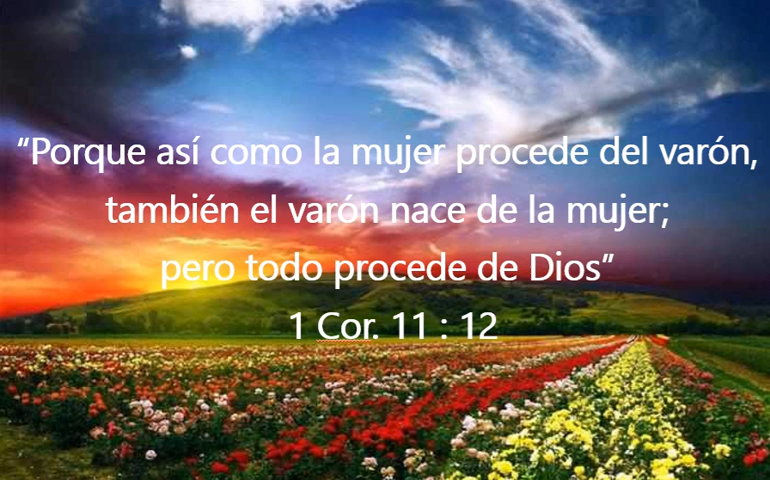 “Porque así como la mujer procede del varón,
también el varón nace de la mujer;
pero todo procede de Dios”
1 Cor. 11 : 12